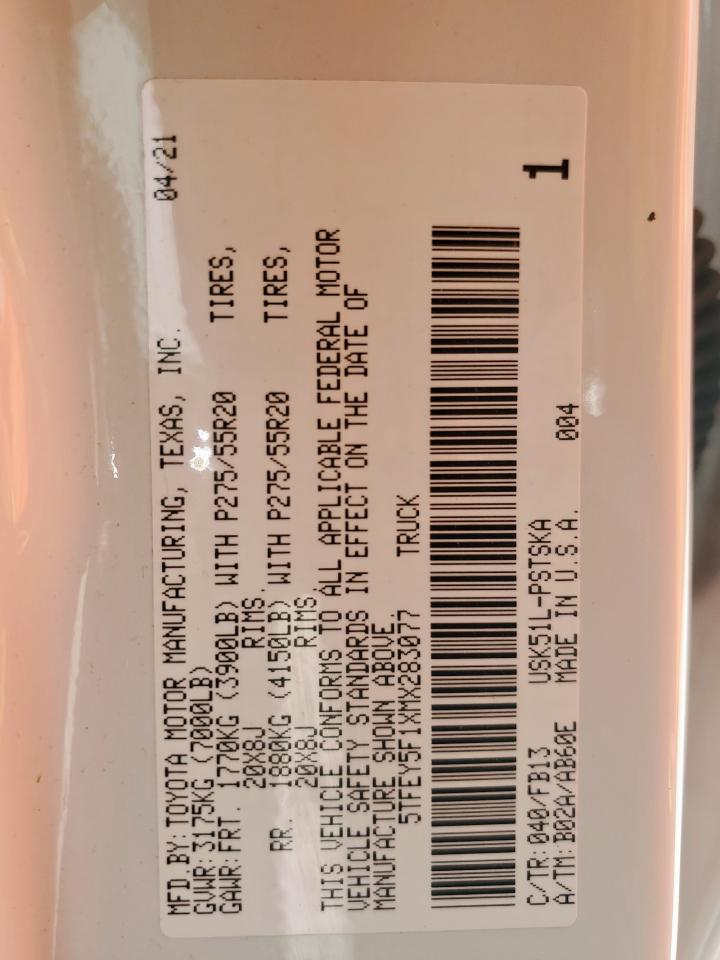 MFD.BY:TOYOTA MOTOR MANUFACTURING, TEXAS, INC. 04/21
GVWR:3175KG (7000LB)
GAWR:FRT. 1770KG (3900LB) WITH P275/55R20 TIRES,
20X8J RIMS.
RR. 1880KG (4150LB) WITH P275/55R20 TIRES,
20X8J RIMS.
THIS VEHICLE CONFORMS TO ALL APPLICABLE FEDERAL MOTOR
VEHICLE SAFETY STANDARDS IN EFFECT ON THE DATE OF
MANUFACTURE SHOWN ABOVE.
5TFEY5F1XMX283077 TRUCK
C/TR:040/FB13 USK51L-PSTSKA 1
A/TM:B02A/AB60E MADE IN U.S.A. 004